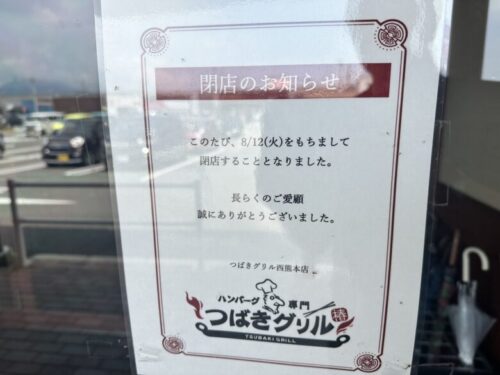 閉店のお知らせ
このたび、8/12(火)をもちまして
閉店することとなりました。
長らくのご愛顧
誠にありがとうございました。
つばきグリル西熊本店
ハンバーグ 専門
つばきグリル 椿
TSUBAKI GRILL